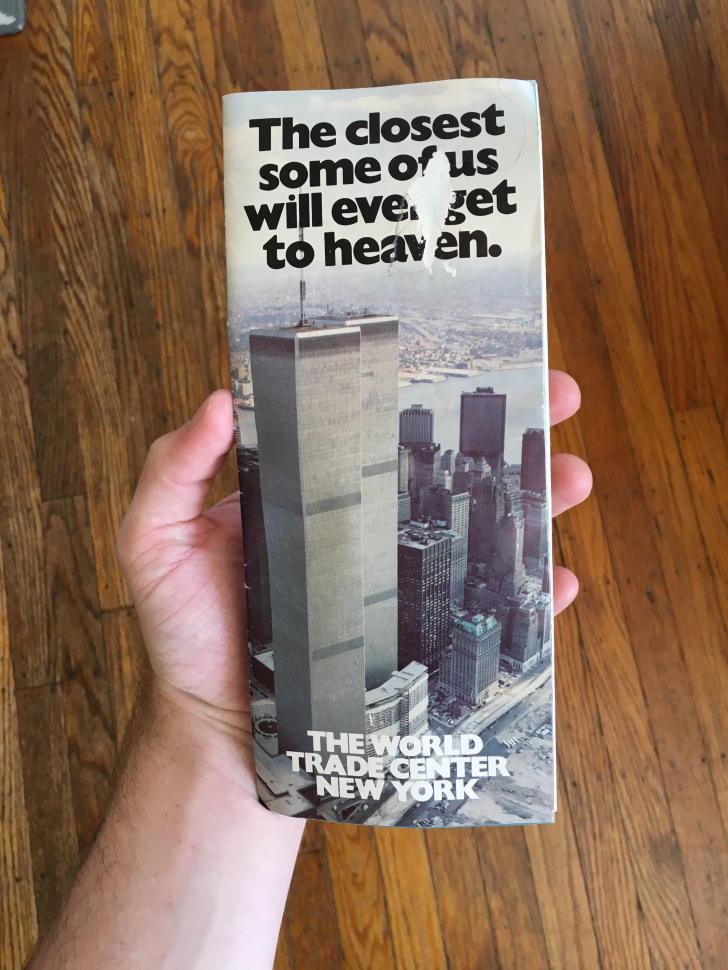 The closest
some of us
will ever get
to heaven.
THE WORLD
TRADE CENTER
NEW YORK